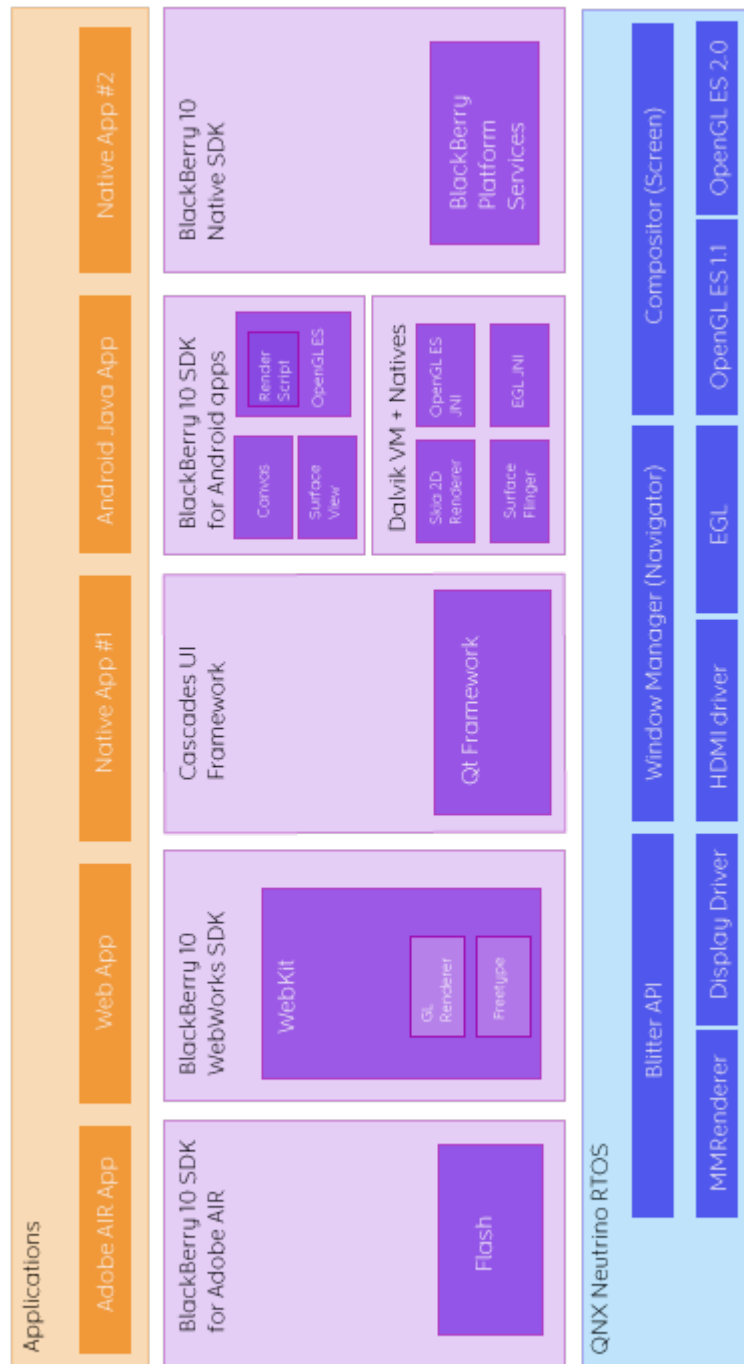 Applications
Adobe AIR App
Web App
Native App #1
Android Java App
Native App #2
BlackBerry 10 SDK
for Adobe AIR
Flash
BlackBerry 10
WebWorks SDK
WebKit
GL
Renderer
Freetype
Cascades UI
Framework
Qt Framework
BlackBerry 10 SDK
for Android apps
Canvas
Surface
View
Render
Script
OpenGL ES
Dalvik VM + Natives
Skia 2D
Renderer
OpenGL ES
JNI
Surface
Flinger
EGL JNI
BlackBerry 10
Native SDK
BlackBerry
Platform
Services
QNX Neutrino RTOS
Blitter API
Window Manager (Navigator)
Compositor (Screen)
MMRenderer
Display Driver
HDMI driver
EGL
OpenGL ES 1.1
OpenGL ES 2.0